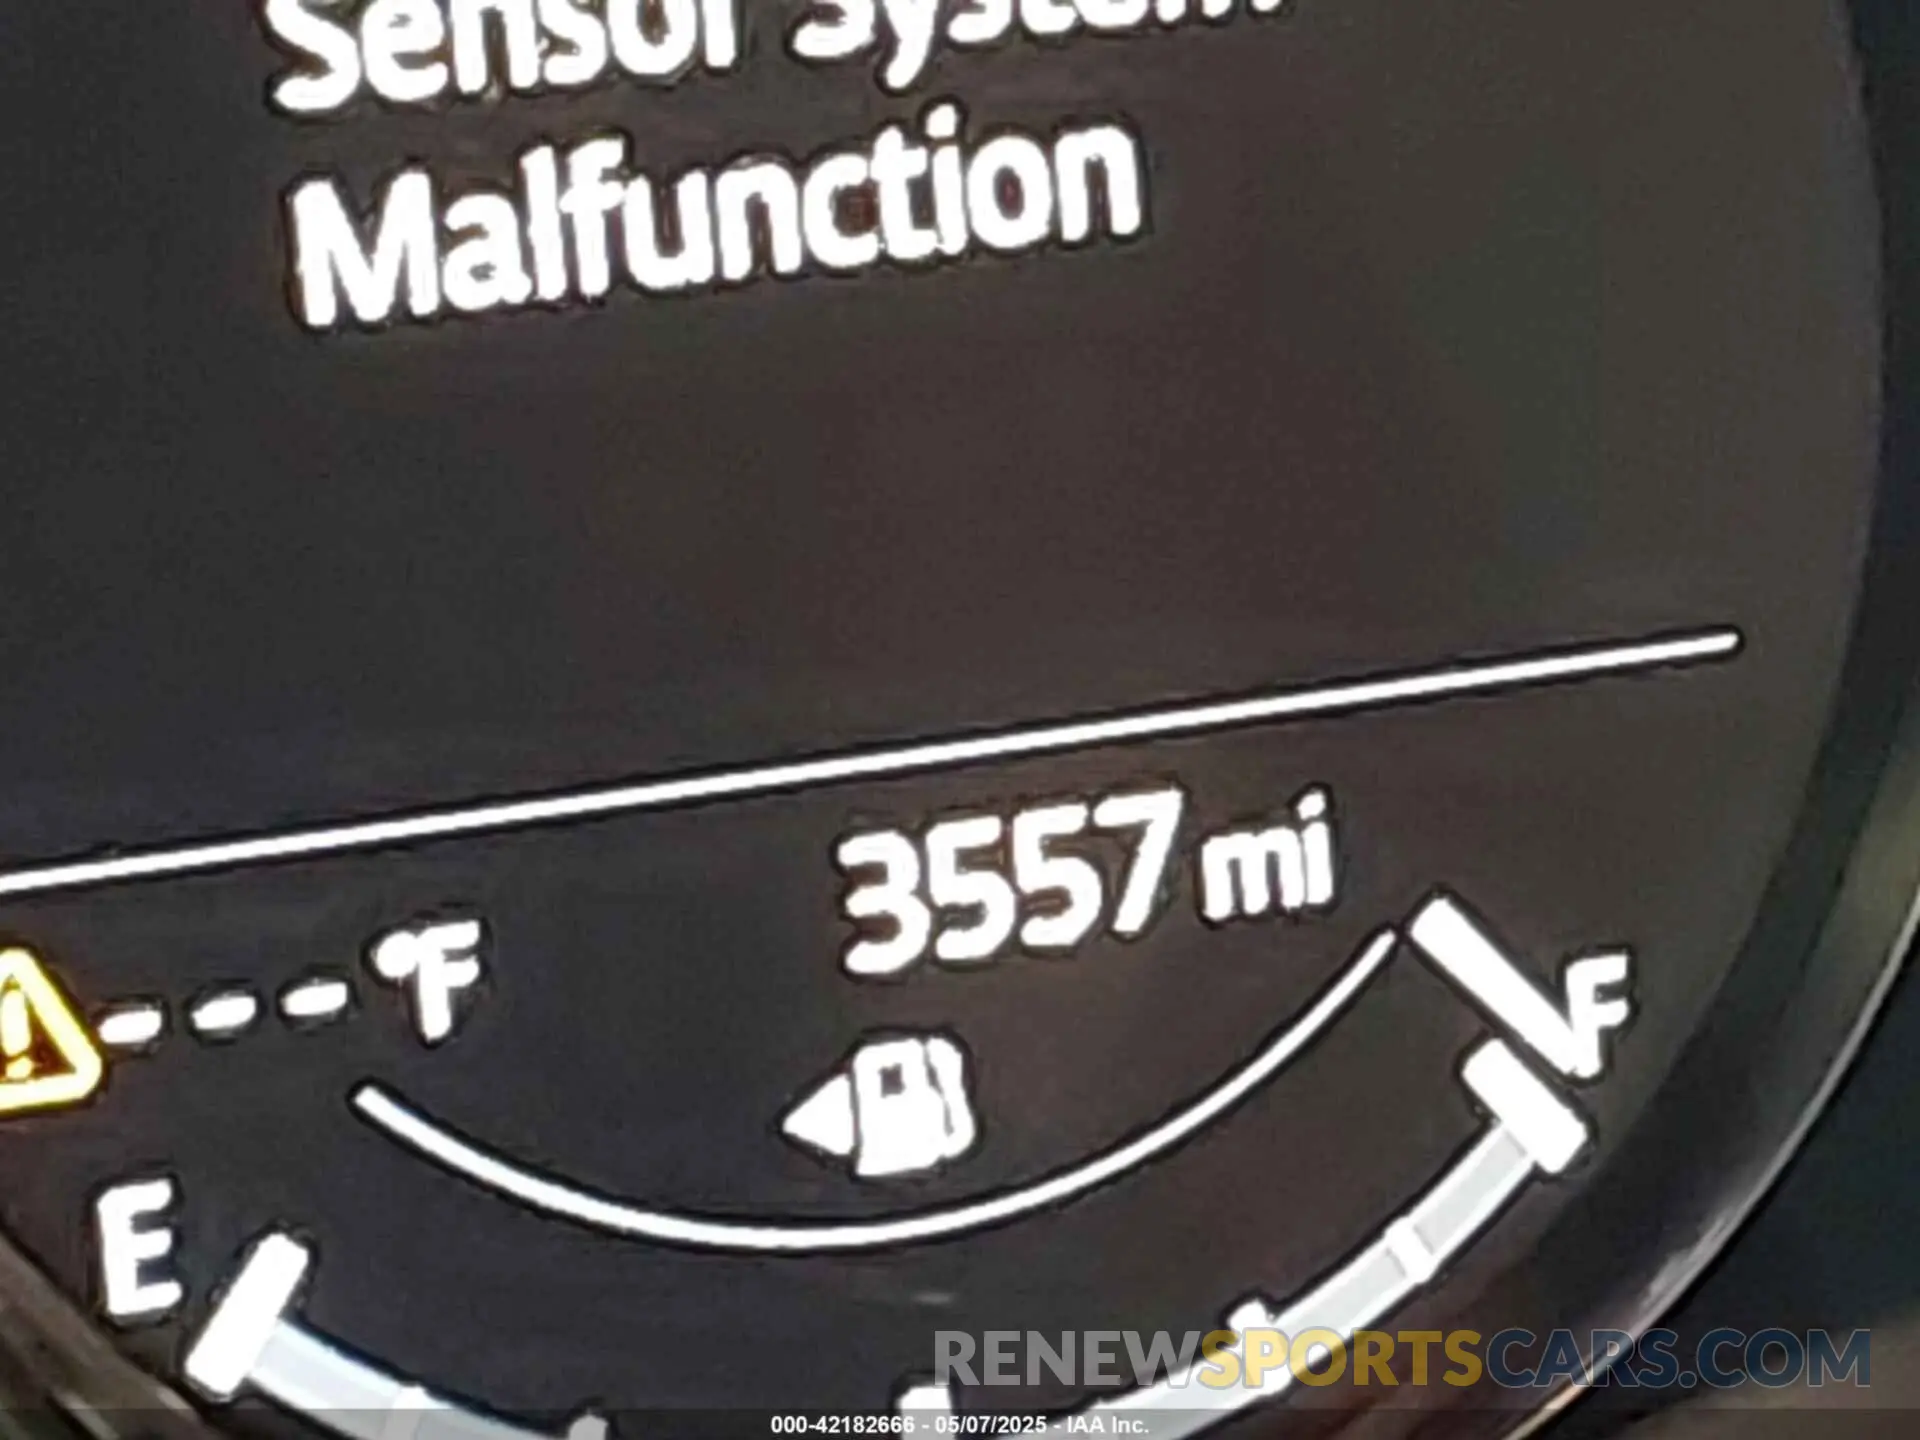 Sensor System
Malfunction
3557 mi
---°F
F
E
RENEWSPORTSCARS.COM
000-42182666 - 05/07/2025 - IAA Inc.